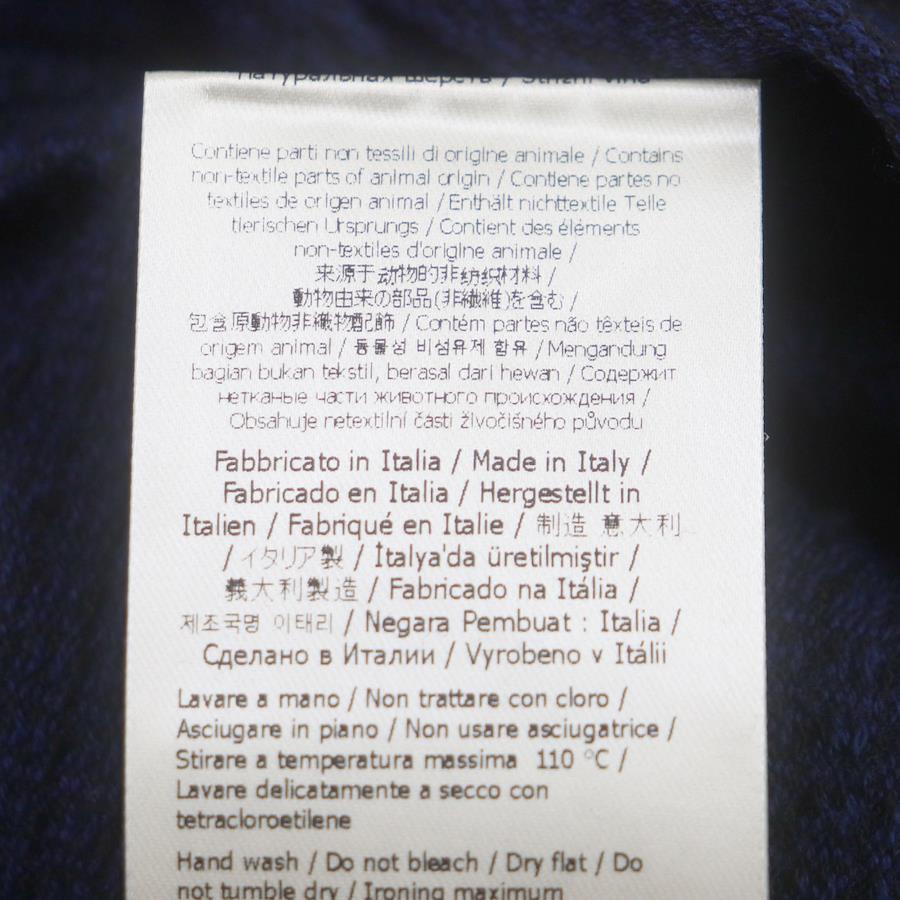 Натуральная шерсть / Střižní vlna
Contiene parti non tessili di origine animale / Contains
non-textile parts of animal origin / Contiene partes no
textiles de origen animal / Enthält nichttextile Teile
tierischen Ursprungs / Contient des éléments
non-textiles d'origine animale /
来源于动物的非纺织材料 /
動物由来の部品(非繊維)を含む /
包含原動物非織物配飾 / Contém partes não têxteis de
origem animal / 동물성 비섬유제 함유 / Mengandung
bagian bukan tekstil, berasal dari hewan / Содержит
нетканые части животного происхождения /
Obsahuje netextilní části živočišného původu
Fabbricato in Italia / Made in Italy /
Fabricado en Italia / Hergestellt in
Italien / Fabriqué en Italie / 制造 意大利
/ イタリア製 / İtalya'da üretilmiştir /
義大利製造 / Fabricado na Itália /
제조국명 이태리 / Negara Pembuat : Italia /
Сделано в Италии / Vyrobeno v Itálii
Lavare a mano / Non trattare con cloro /
Asciugare in piano / Non usare asciugatrice /
Stirare a temperatura massima 110 °C /
Lavare delicatamente a secco con
tetracloroetilene
Hand wash / Do not bleach / Dry flat / Do
not tumble dry / Ironing maximum